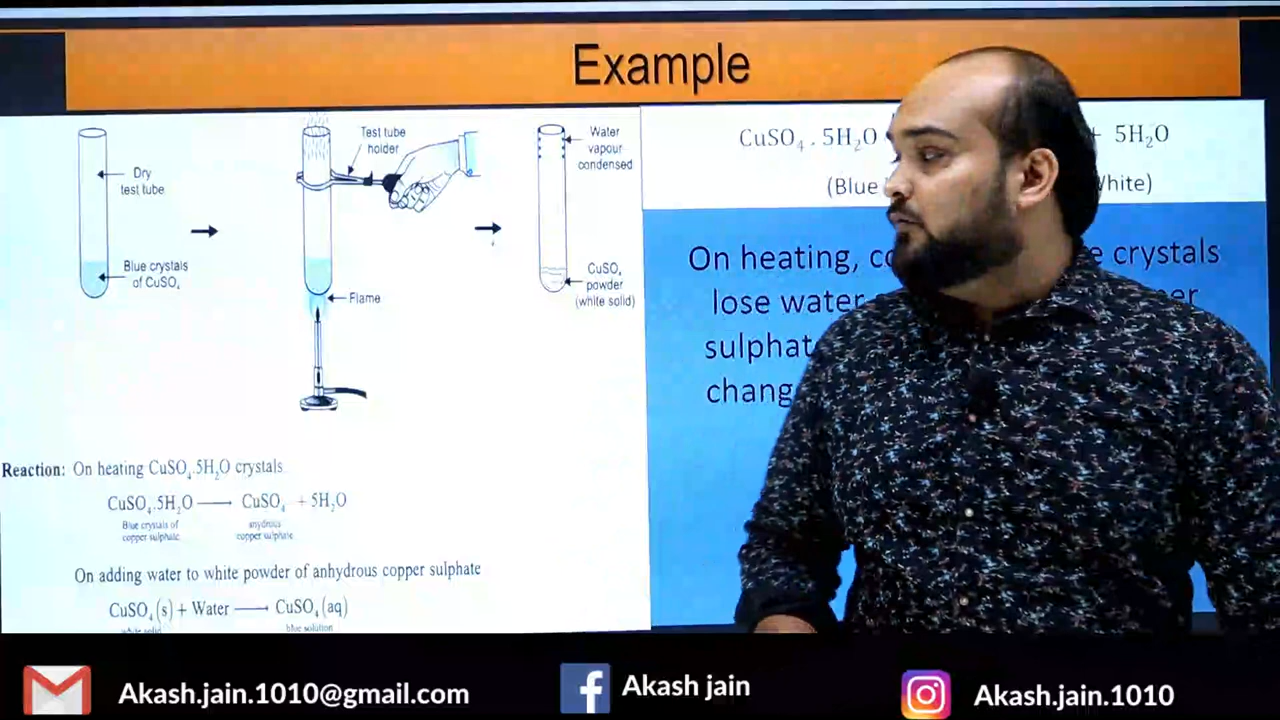 Example
Dry
test tube
Blue crystals
of CuSO₄
Test tube
holder
Flame
Water
vapour
condensed
CuSO₄
powder
(white solid)
CuSO₄ . 5H₂O + 5H₂O
(Blue White)
On heating, crystals
lose water
sulphat
chang
Reaction: On heating CuSO₄.5H₂O crystals
CuSO₄.5H₂O ⟶ CuSO₄ + 5H₂O
Blue crystals of anydrous
copper sulphate copper sulphate
On adding water to white powder of anhydrous copper sulphate
CuSO₄(s) + Water ⟶ CuSO₄(aq)
white solid blue solution
Akash.jain.1010@gmail.com
Akash jain
Akash.jain.1010